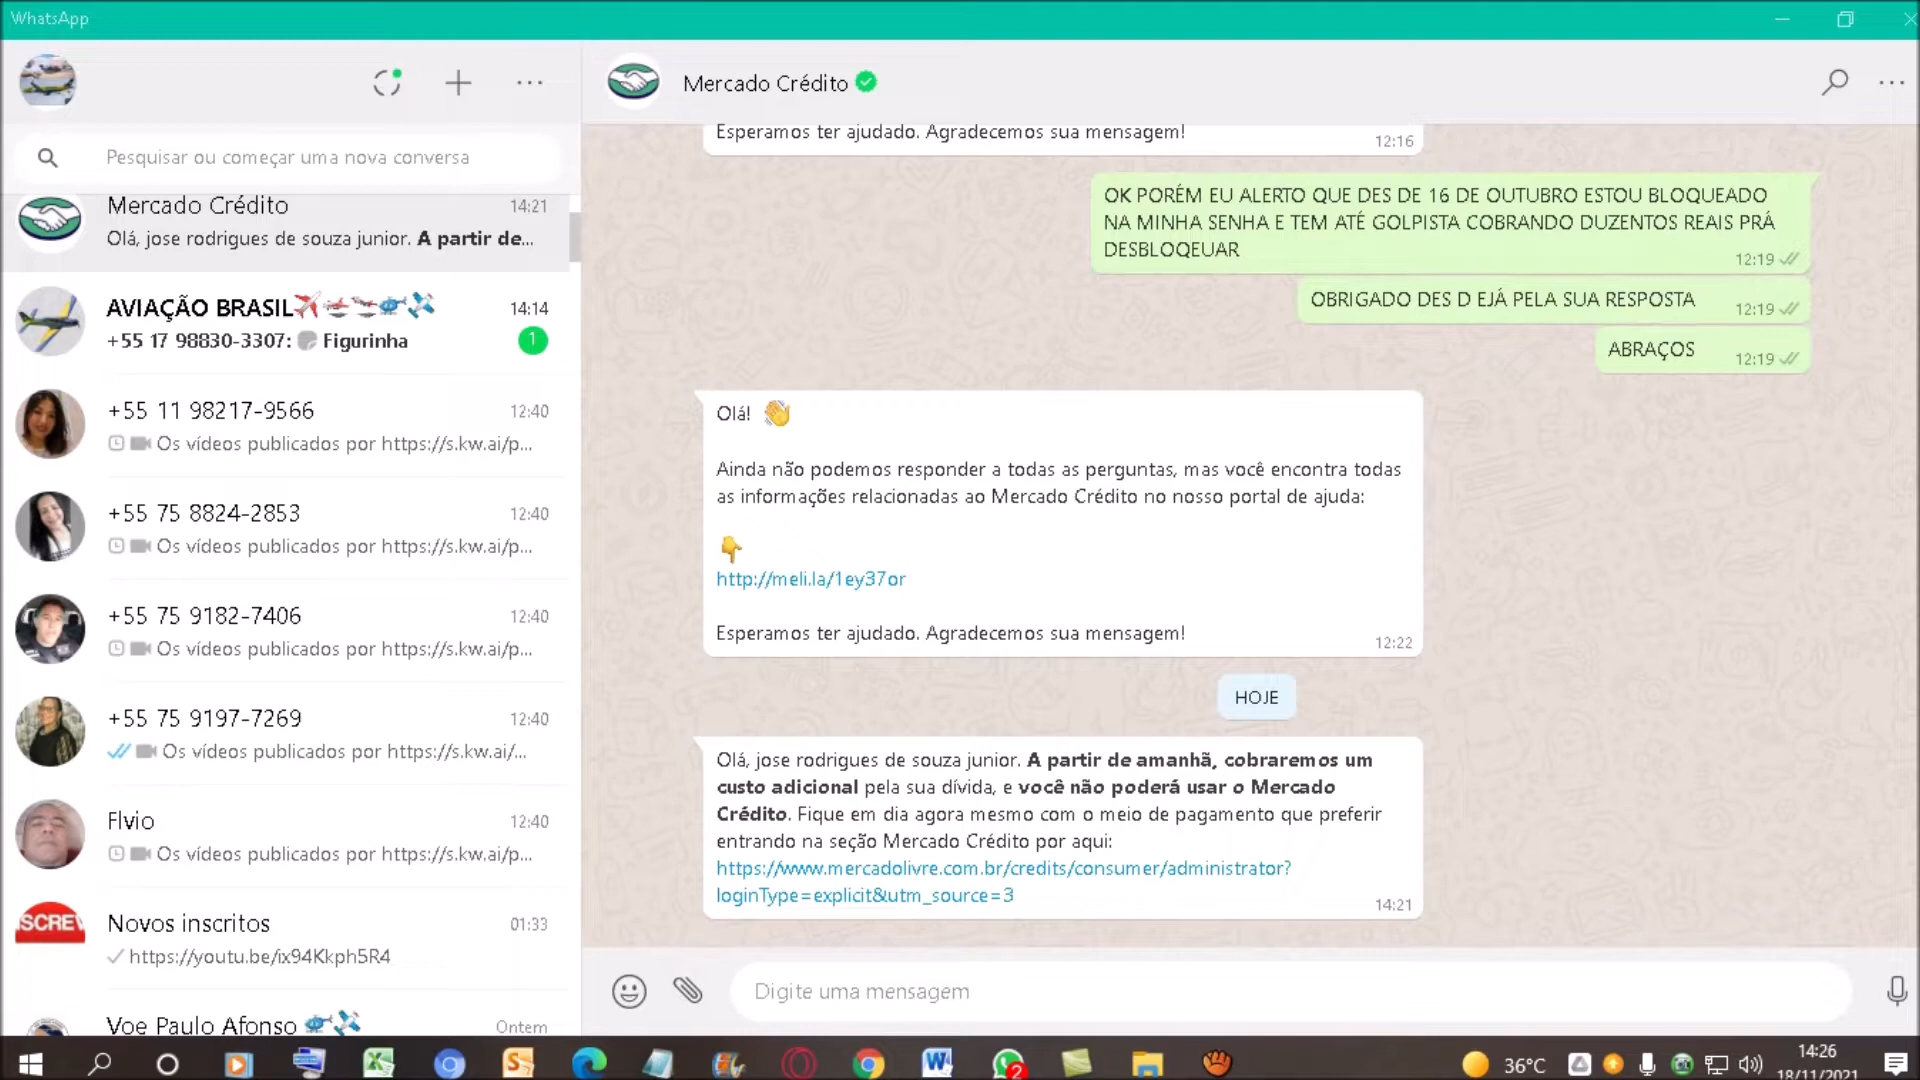 WhatsApp
Mercado Crédito
Pesquisar ou começar uma nova conversa
Mercado Crédito 14:21
Olá, jose rodrigues de souza junior. A partir de...
AVIAÇÃO BRASIL 14:14
+55 17 98830-3307: Figurinha 1
+55 11 98217-9566 12:40
Os vídeos publicados por https://s.kw.ai/p...
+55 75 8824-2853 12:40
Os vídeos publicados por https://s.kw.ai/p...
+55 75 9182-7406 12:40
Os vídeos publicados por https://s.kw.ai/p...
+55 75 9197-7269 12:40
Os vídeos publicados por https://s.kw.ai/...
Flvio 12:40
Os vídeos publicados por https://s.kw.ai/p...
SCREV
Novos inscritos 01:33
https://youtu.be/ix94Kkph5R4
Voe Paulo Afonso Ontem
Esperamos ter ajudado. Agradecemos sua mensagem!
12:16
OK PORÉM EU ALERTO QUE DES DE 16 DE OUTUBRO ESTOU BLOQUEADO
NA MINHA SENHA E TEM ATÉ GOLPISTA COBRANDO DUZENTOS REAIS PRÁ
DESBLOQEUAR
12:19
OBRIGADO DES D EJÁ PELA SUA RESPOSTA 12:19
ABRAÇOS 12:19
Olá! 👋
Ainda não podemos responder a todas as perguntas, mas você encontra todas
as informações relacionadas ao Mercado Crédito no nosso portal de ajuda:
👇
http://meli.la/1ey37or
Esperamos ter ajudado. Agradecemos sua mensagem!
12:22
HOJE
Olá, jose rodrigues de souza junior. A partir de amanhã, cobraremos um
custo adicional pela sua dívida, e você não poderá usar o Mercado
Crédito. Fique em dia agora mesmo com o meio de pagamento que preferir
entrando na seção Mercado Crédito por aqui:
https://www.mercadolivre.com.br/credits/consumer/administrator?
loginType=explicit&utm_source=3
14:21
Digite uma mensagem
2
36°C
14:26
18/11/2021